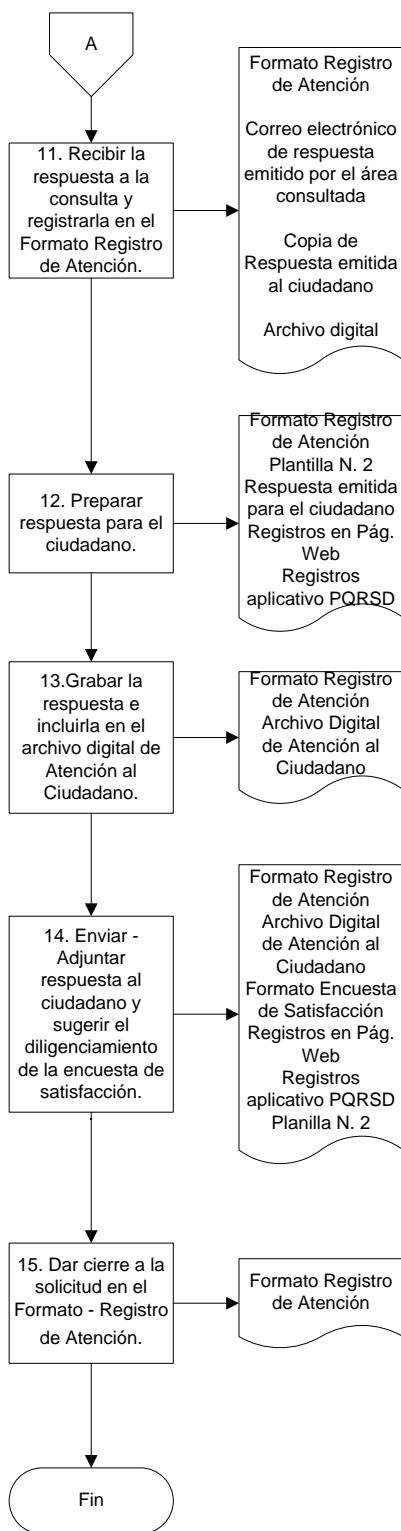 A
11. Recibir la
respuesta a la
consulta y
registrarla en el
Formato Registro
de Atención.
Formato Registro
de Atención
Correo electrónico
de respuesta
emitido por el área
consultada
Copia de
Respuesta emitida
al ciudadano
Archivo digital
12. Preparar
respuesta para el
ciudadano.
Formato Registro
de Atención
Plantilla N. 2
Respuesta emitida
para el ciudadano
Registros en Pág.
Web
Registros
aplicativo PQRSD
13.Grabar la
respuesta e
incluirla en el
archivo digital de
Atención al
Ciudadano.
Formato Registro
de Atención
Archivo Digital
de Atención al
Ciudadano
14. Enviar -
Adjuntar
respuesta al
ciudadano y
sugerir el
diligenciamiento
de la encuesta de
satisfacción.
.
Formato Registro
de Atención
Archivo Digital
de Atención al
Ciudadano
Formato Encuesta
de Satisfacción
Registros en Pág.
Web
Registros
aplicativo PQRSD
Planilla N. 2
15. Dar cierre a la
solicitud en el
Formato - Registro
de Atención.
Formato Registro
de Atención
Fin